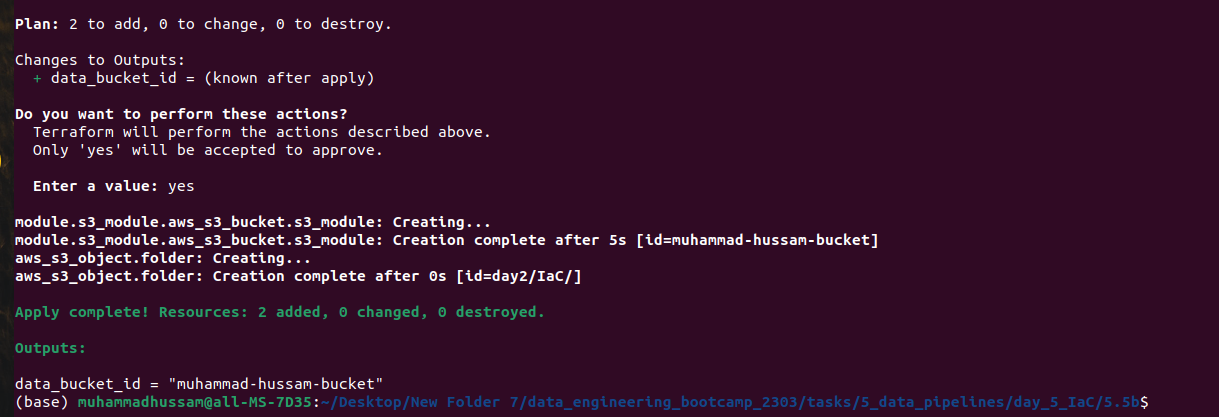 Plan: 2 to add, 0 to change, 0 to destroy.
Changes to Outputs:
+ data_bucket_id = (known after apply)
Do you want to perform these actions?
Terraform will perform the actions described above.
Only 'yes' will be accepted to approve.
Enter a value: yes
module.s3_module.aws_s3_bucket.s3_module: Creating...
module.s3_module.aws_s3_bucket.s3_module: Creation complete after 5s [id=muhammad-hussam-bucket]
aws_s3_object.folder: Creating...
aws_s3_object.folder: Creation complete after 0s [id=day2/IaC/]
Apply complete! Resources: 2 added, 0 changed, 0 destroyed.
Outputs:
data_bucket_id = "muhammad-hussam-bucket"
(base) muhammadhussam@all-MS-7D35:~/Desktop/New Folder 7/data_engineering_bootcamp_2303/tasks/5_data_pipelines/day_5_IaC/5.5b$